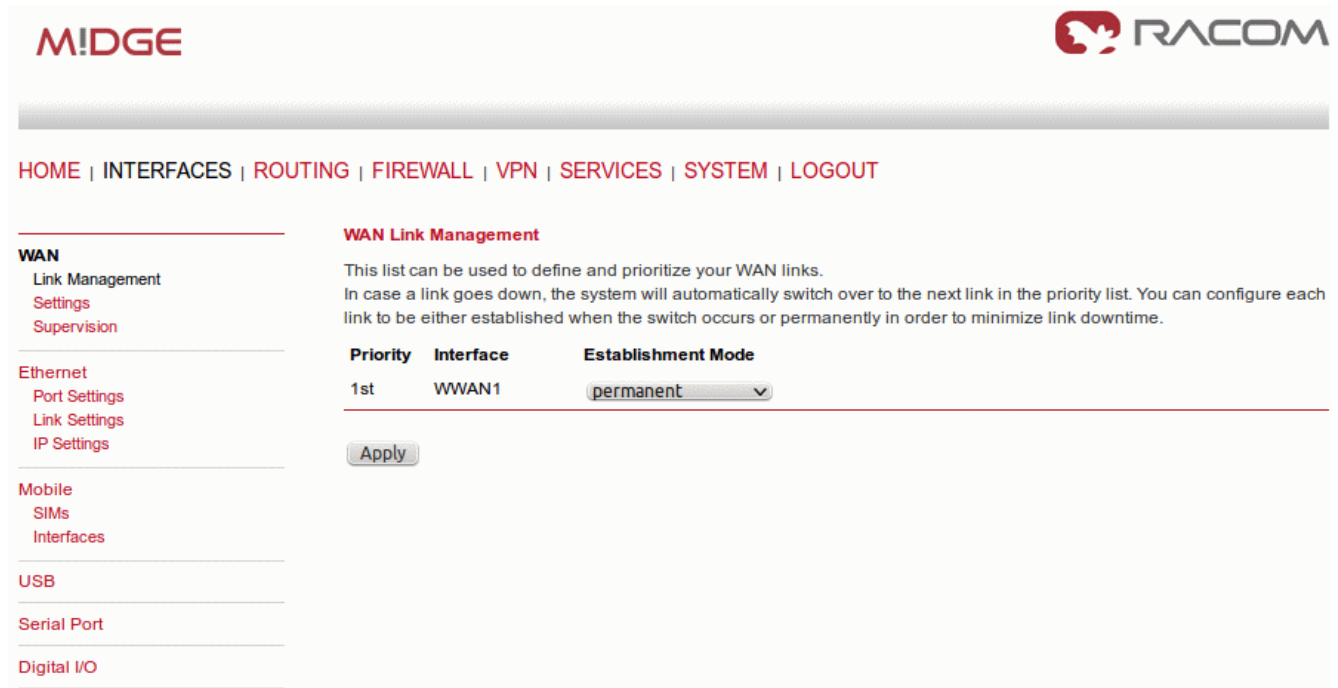 M!DGE
RACOM
HOME | INTERFACES | ROUTING | FIREWALL | VPN | SERVICES | SYSTEM | LOGOUT
WAN
Link Management
Settings
Supervision
Ethernet
Port Settings
Link Settings
IP Settings
Mobile
SIMs
Interfaces
USB
Serial Port
Digital I/O
WAN Link Management
This list can be used to define and prioritize your WAN links.
In case a link goes down, the system will automatically switch over to the next link in the priority list. You can configure each
link to be either established when the switch occurs or permanently in order to minimize link downtime.
Priority Interface Establishment Mode
1st WWAN1 permanent
Apply